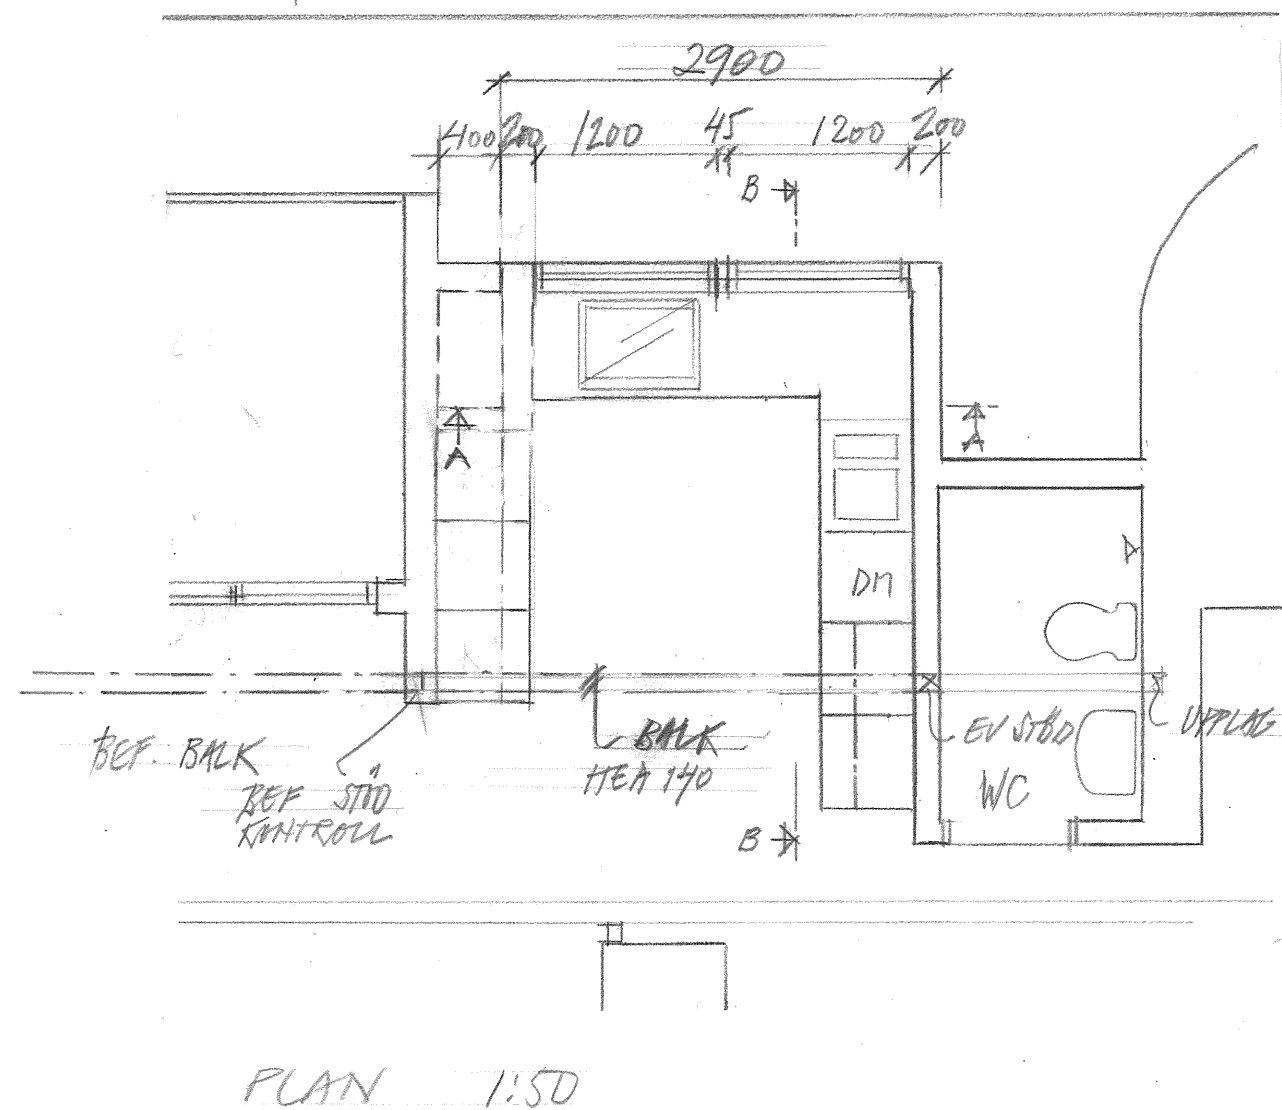 2900
400 200 1200 45 1200 200
B
A
A
DM
BEF. BALK
BALK
HEA 140
EV STÖD
UPPLAG
BEF STÖD
KONTROLL
WC
B
PLAN 1:50